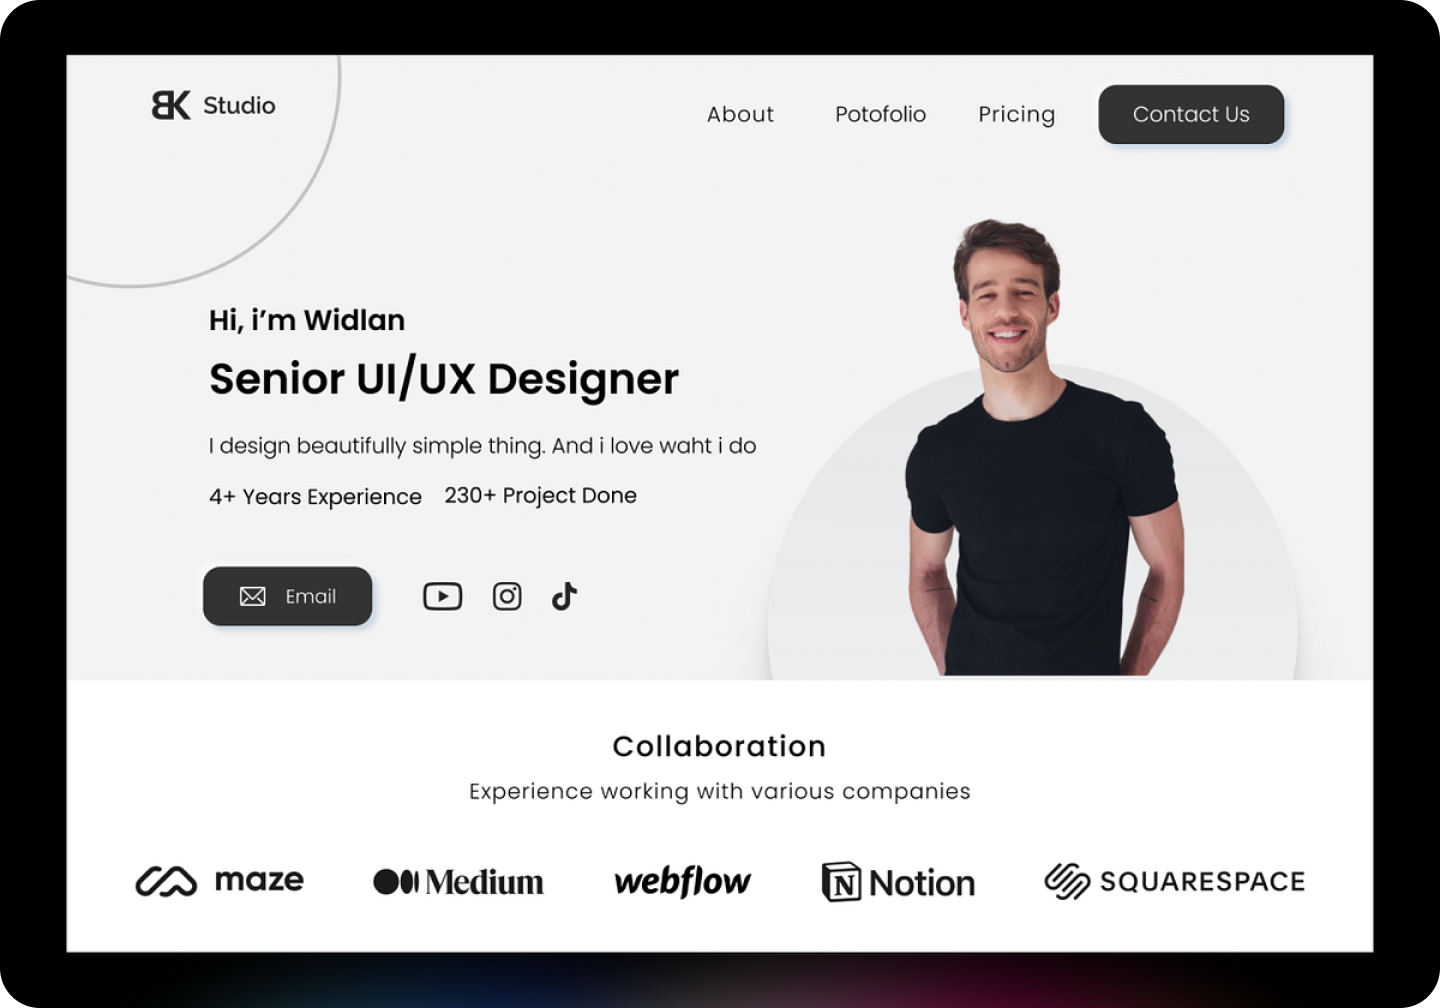 BK Studio
About Potofolio Pricing Contact Us
Hi, i’m Widlan
Senior UI/UX Designer
I design beautifully simple thing. And i love waht i do
4+ Years Experience 230+ Project Done
Email
Collaboration
Experience working with various companies
maze Medium webflow N Notion SQUARESPACE